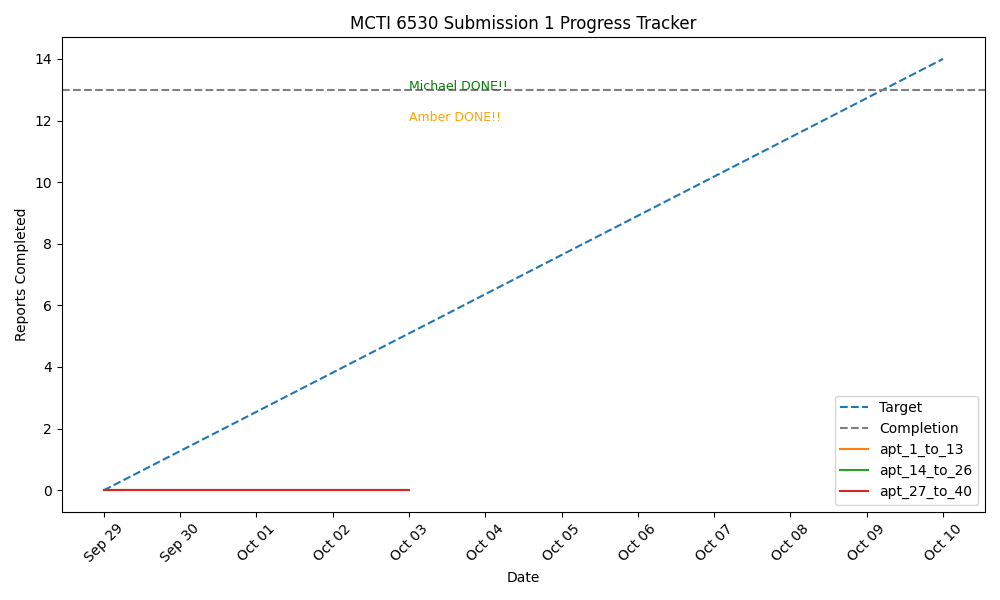 MCTI 6530 Submission 1 Progress Tracker
Reports Completed
14
12
10
8
6
4
2
0
Michael DONE!!
Amber DONE!!
Target
Completion
apt_1_to_13
apt_14_to_26
apt_27_to_40
Sep 29
Sep 30
Oct 01
Oct 02
Oct 03
Oct 04
Oct 05
Oct 06
Oct 07
Oct 08
Oct 09
Oct 10
Date